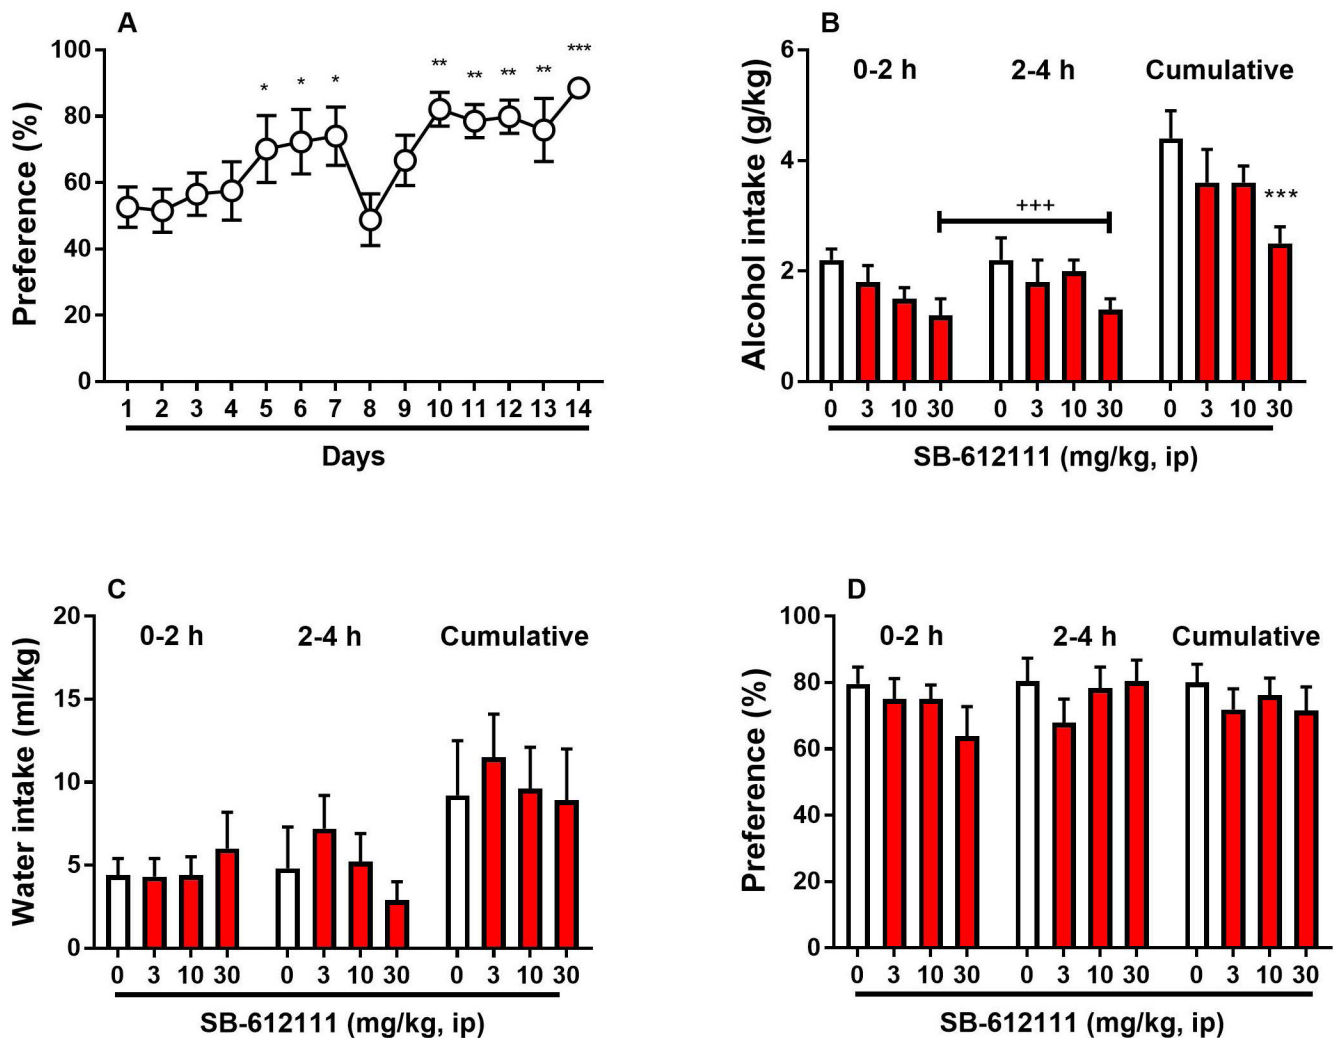 A
Preference (%)
100
80
60
40
20
0
* * * ** ** ** ** ***
1 2 3 4 5 6 7 8 9 10 11 12 13 14
Days
B
Alcohol intake (g/kg)
6
4
2
0
0-2 h 2-4 h Cumulative
+++
***
0 3 10 30 0 3 10 30 0 3 10 30
SB-612111 (mg/kg, ip)
C
Water intake (ml/kg)
20
15
10
5
0
0-2 h 2-4 h Cumulative
0 3 10 30 0 3 10 30 0 3 10 30
SB-612111 (mg/kg, ip)
D
Preference (%)
100
80
60
40
20
0
0-2 h 2-4 h Cumulative
0 3 10 30 0 3 10 30 0 3 10 30
SB-612111 (mg/kg, ip)